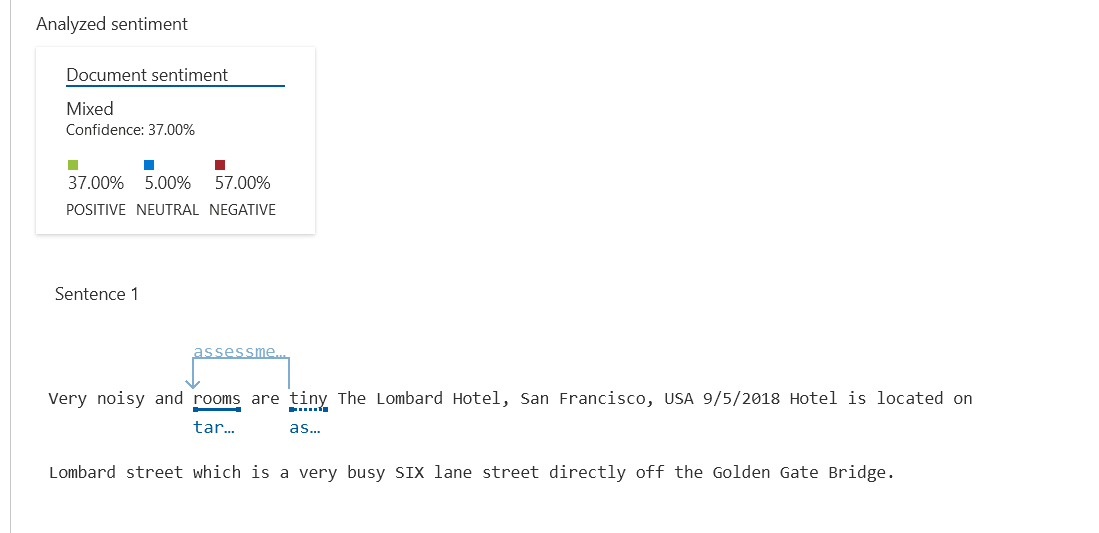 Analyzed sentiment
Document sentiment
Mixed
Confidence: 37.00%
37.00% 5.00% 57.00%
POSITIVE NEUTRAL NEGATIVE
Sentence 1
assessme...
Very noisy and rooms are tiny The Lombard Hotel, San Francisco, USA 9/5/2018 Hotel is located on
tar... as...
Lombard street which is a very busy SIX lane street directly off the Golden Gate Bridge.